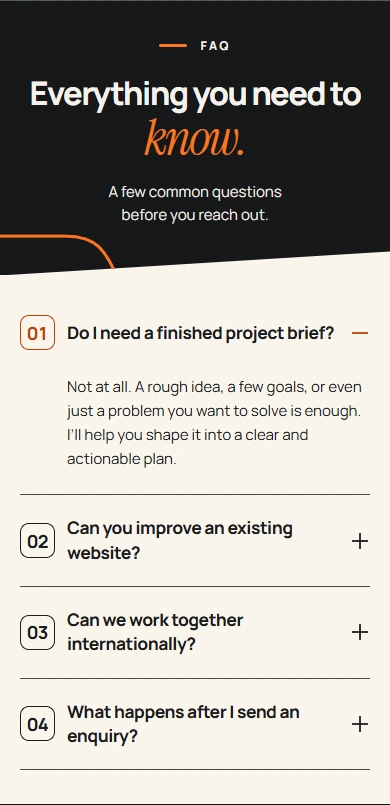 FAQ
Everything you need to
know.
A few common questions
before you reach out.
01 Do I need a finished project brief?
Not at all. A rough idea, a few goals, or even
just a problem you want to solve is enough.
I'll help you shape it into a clear and
actionable plan.
02 Can you improve an existing
website?
03 Can we work together
internationally?
04 What happens after I send an
enquiry?